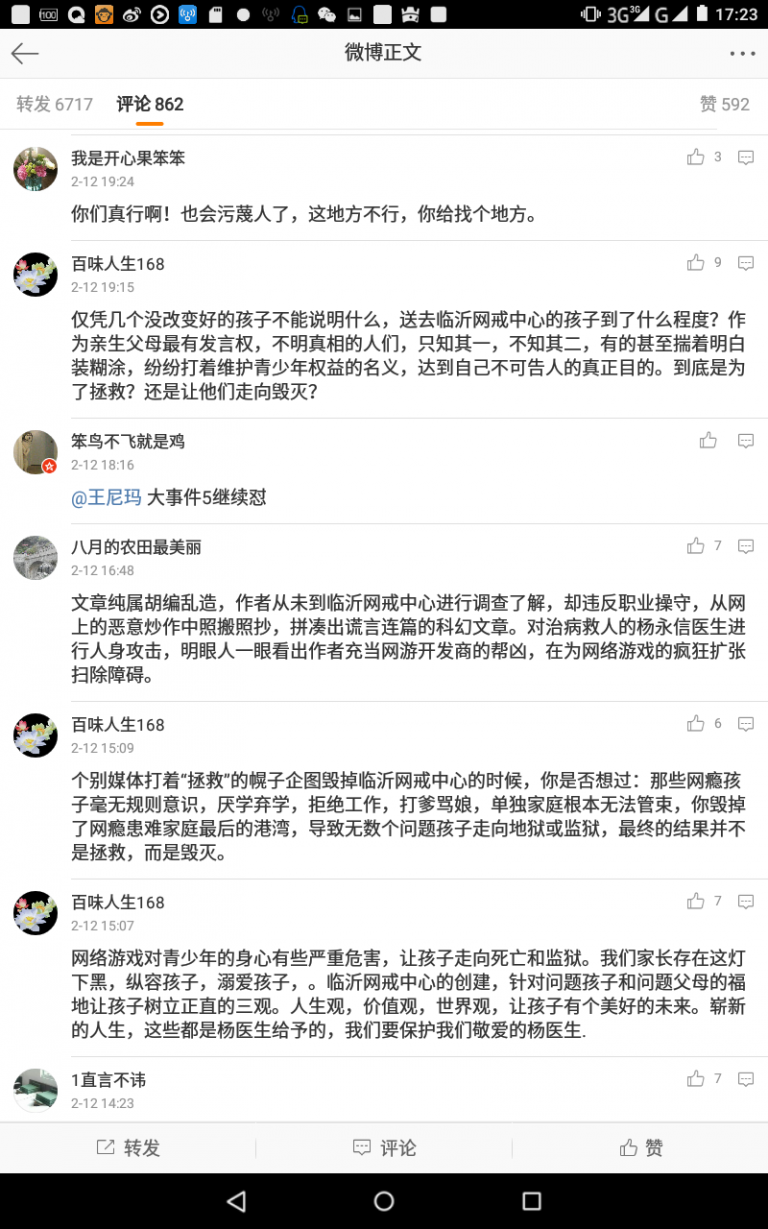 100
3G 3G G 17:23
微博正文
转发 6717 评论 862 赞 592
我是开心果笨笨 3
2-12 19:24
你们真行啊！也会污蔑人了，这地方不行，你给找个地方。
百味人生168 9
2-12 19:15
仅凭几个没改变好的孩子不能说明什么，送去临沂网戒中心的孩子到了什么程度？作
为亲生父母最有发言权，不明真相的人们，只知其一，不知其二，有的甚至揣着明白
装糊涂，纷纷打着维护青少年权益的名义，达到自己不可告人的真正目的。到底是为
了拯救？还是让他们走向毁灭？
笨鸟不飞就是鸡
2-12 18:16
@王尼玛 大事件5继续怼
八月的农田最美丽 7
2-12 16:48
文章纯属胡编乱造，作者从未到临沂网戒中心进行调查了解，却违反职业操守，从网
上的恶意炒作中照搬照抄，拼凑出谎言连篇的科幻文章。对治病救人的杨永信医生进
行人身攻击，明眼人一眼看出作者充当网游开发商的帮凶，在为网络游戏的疯狂扩张
扫除障碍。
百味人生168 6
2-12 15:09
个别媒体打着“拯救”的幌子企图毁掉临沂网戒中心的时候，你是否想过：那些网瘾孩
子毫无规则意识，厌学弃学，拒绝工作，打爹骂娘，单独家庭根本无法管束，你毁掉
了网瘾患难家庭最后的港湾，导致无数个问题孩子走向地狱或监狱，最终的结果并不
是拯救，而是毁灭。
百味人生168 7
2-12 15:07
网络游戏对青少年的身心有些严重危害，让孩子走向死亡和监狱。我们家长存在这灯
下黑，纵容孩子，溺爱孩子，。临沂网戒中心的创建，针对问题孩子和问题父母的福
地让孩子树立正直的三观。人生观，价值观，世界观，让孩子有个美好的未来。崭新
的人生，这些都是杨医生给予的，我们要保护我们敬爱的杨医生.
1直言不讳 7
2-12 14:23
转发 评论 赞